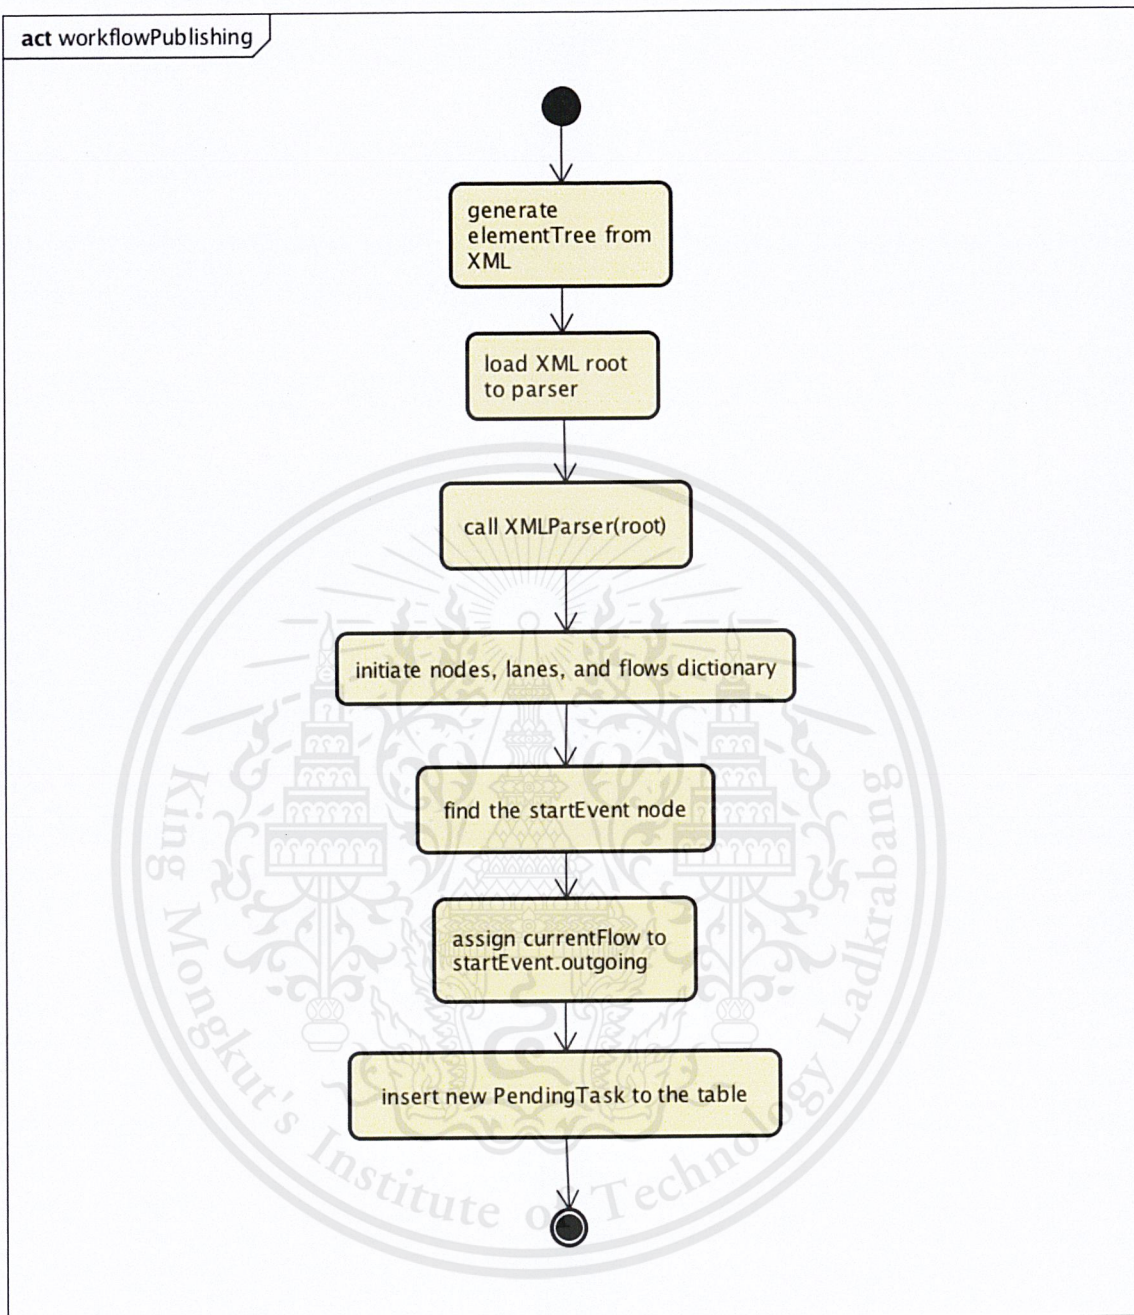 act workflowPublishing
generate
elementTree from
XML
load XML root
to parser
call XMLParser(root)
initiate nodes, lanes, and flows dictionary
find the startEvent node
assign currentFlow to
startEvent.outgoing
insert new PendingTask to the table
King Mongkut's Institute of Technology Ladkrabang